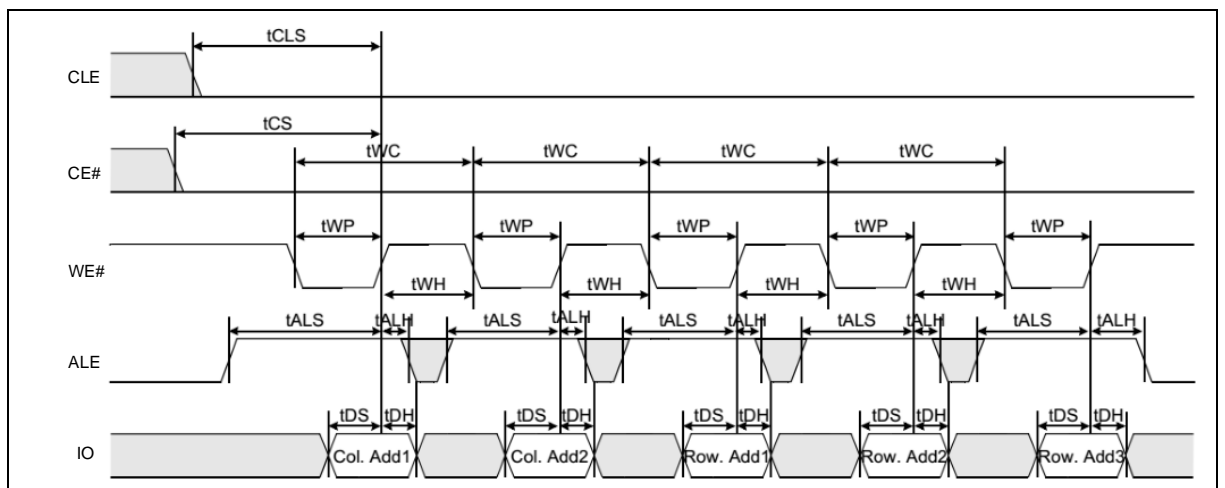 tCLS
CLE
tCS
tWC tWC tWC tWC
CE#
tWP tWP tWP tWP tWP
WE#
tWH tWH tWH tWH
tALS tALH tALS tALH tALS tALH tALS tALH tALS tALH
ALE
tDS tDH tDS tDH tDS tDH tDS tDH tDS tDH
IO Col. Add1 Col. Add2 Row. Add1 Row. Add2 Row. Add3